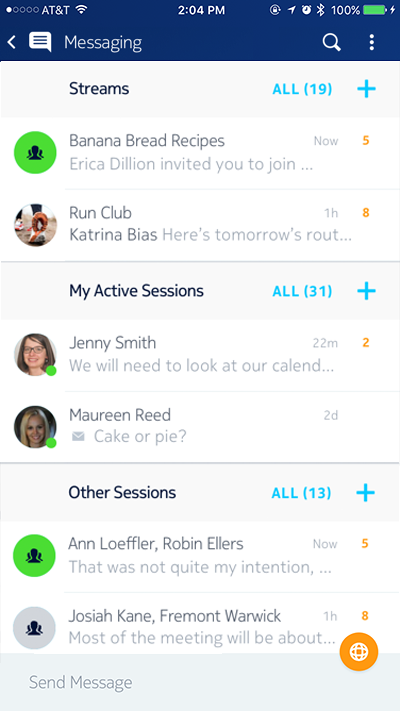 AT&T 2:04 PM 100%
Messaging
Streams ALL (19) +
Banana Bread Recipes Now 5
Erica Dillion invited you to join ...
Run Club 1h 8
Katrina Bias Here's tomorrow's rout...
My Active Sessions ALL (31) +
Jenny Smith 22m 2
We will need to look at our calend...
Maureen Reed 2d
Cake or pie?
Other Sessions ALL (13) +
Ann Loeffler, Robin Ellers Now 5
That was not quite my intention, ...
Josiah Kane, Fremont Warwick 1h 8
Most of the meeting will be about...
Send Message